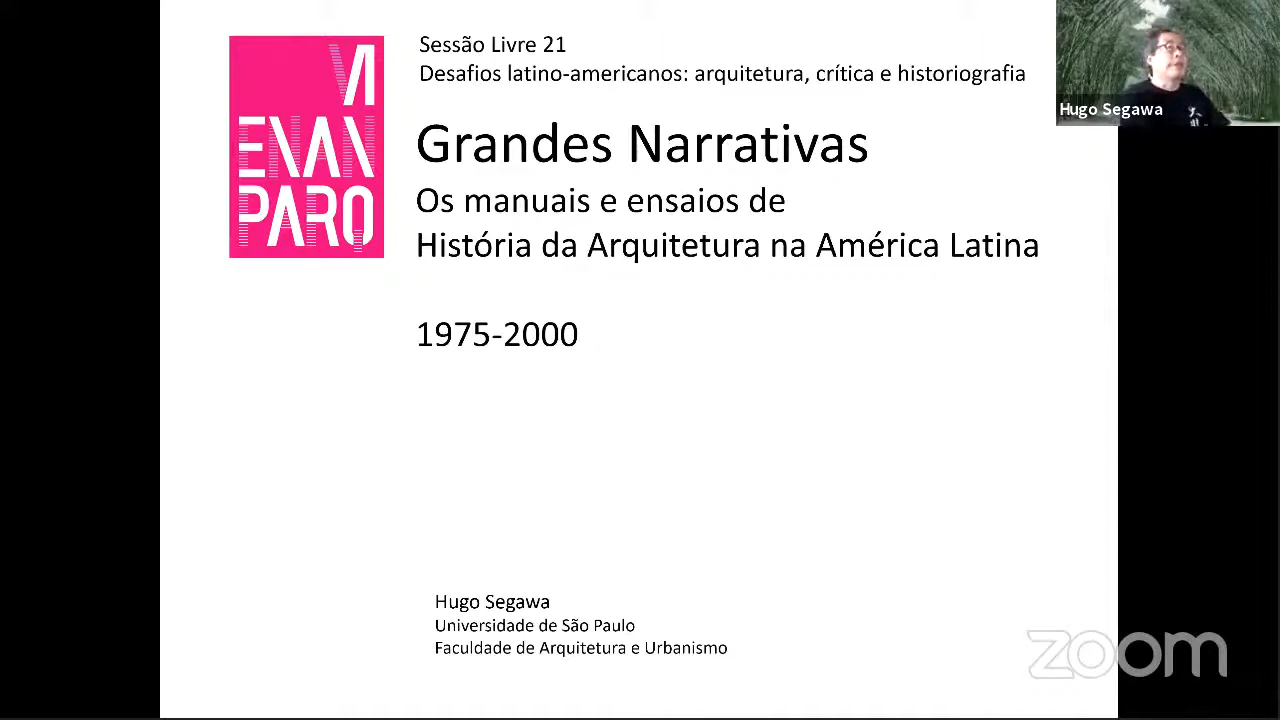 VI
ENAN
PARQ
Sessão Livre 21
Desafios latino-americanos: arquitetura, crítica e historiografia
Grandes Narrativas
Os manuais e ensaios de
História da Arquitetura na América Latina
1975-2000
Hugo Segawa
Universidade de São Paulo
Faculdade de Arquitetura e Urbanismo
Hugo Segawa
zoom